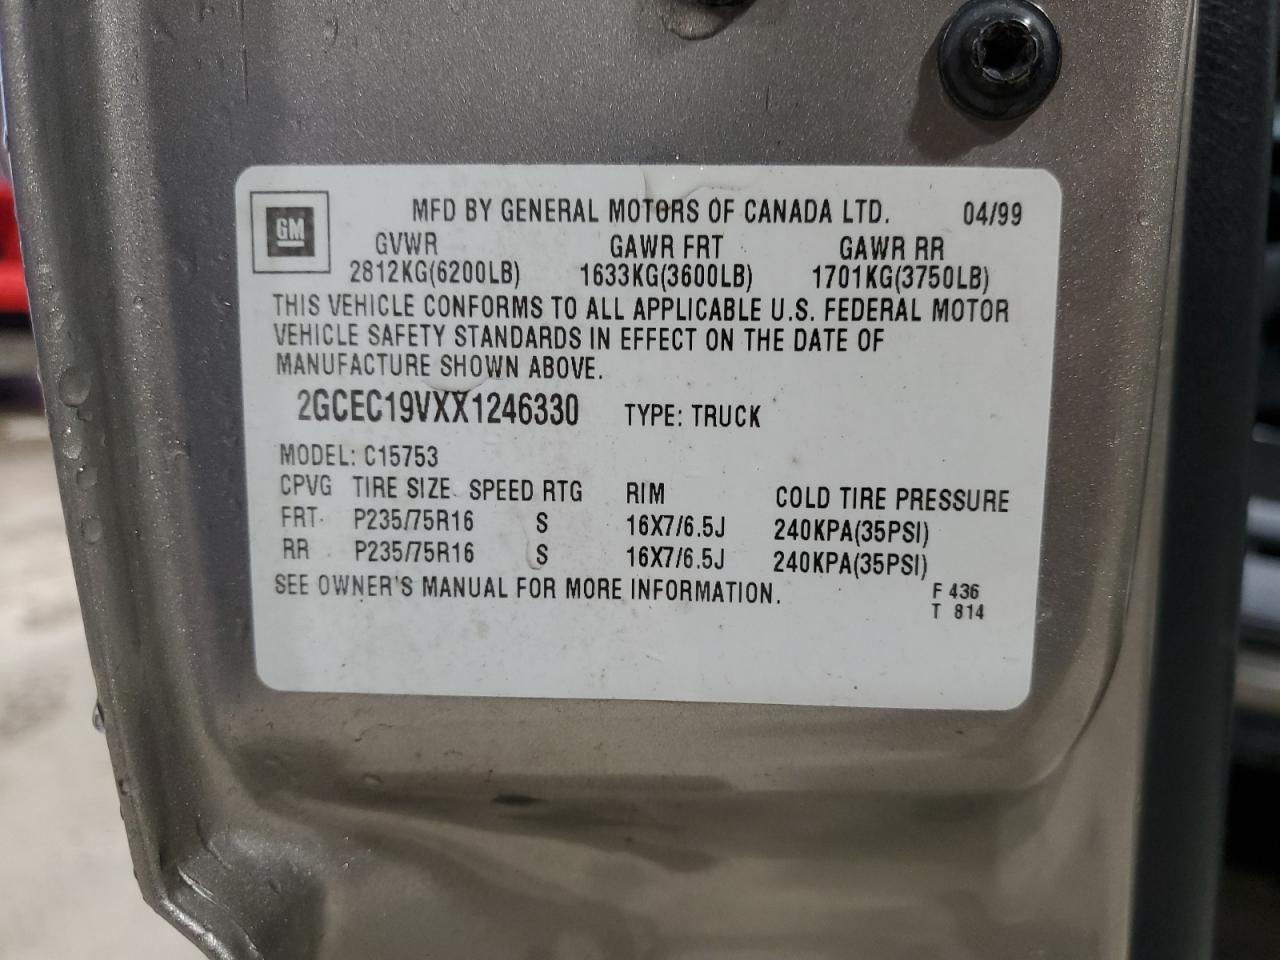 GM
MFD BY GENERAL MOTORS OF CANADA LTD. 04/99
GVWR GAWR FRT GAWR RR
2812KG(6200LB) 1633KG(3600LB) 1701KG(3750LB)
THIS VEHICLE CONFORMS TO ALL APPLICABLE U.S. FEDERAL MOTOR
VEHICLE SAFETY STANDARDS IN EFFECT ON THE DATE OF
MANUFACTURE SHOWN ABOVE.
2GCEC19VXX1246330 TYPE: TRUCK
MODEL: C15753
CPVG TIRE SIZE SPEED RTG RIM COLD TIRE PRESSURE
FRT P235/75R16 S 16X7/6.5J 240KPA(35PSI)
RR P235/75R16 S 16X7/6.5J 240KPA(35PSI)
SEE OWNER'S MANUAL FOR MORE INFORMATION. F 436
T 814